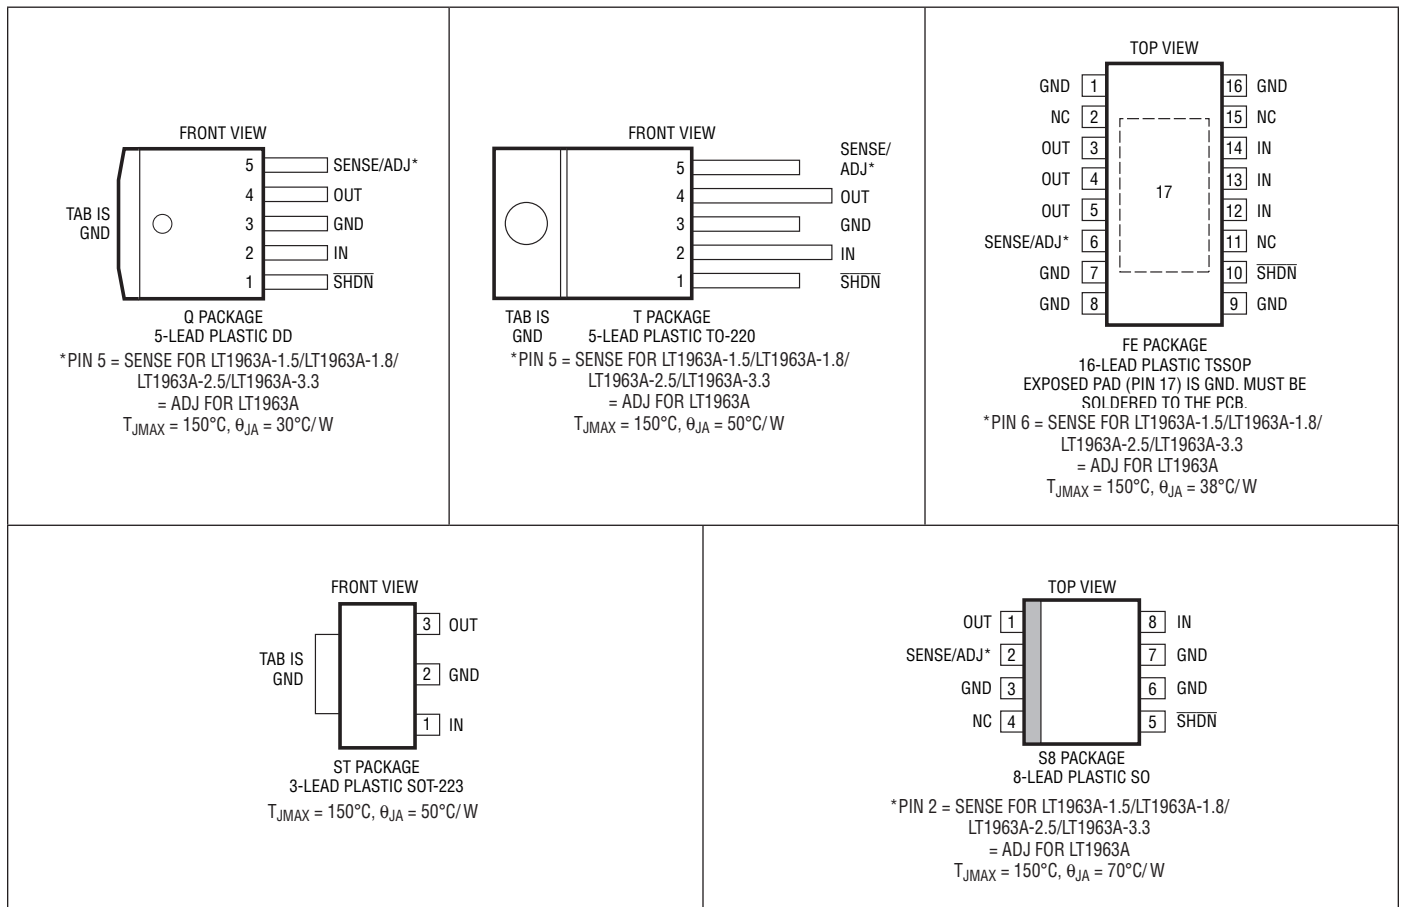 FRONT VIEW
5 SENSE/ADJ*
4 OUT
3 GND
2 IN
1 SHDN
TAB IS
GND
Q PACKAGE
5-LEAD PLASTIC DD
*PIN 5 = SENSE FOR LT1963A-1.5/LT1963A-1.8/
LT1963A-2.5/LT1963A-3.3
= ADJ FOR LT1963A
TJMAX = 150°C, θJA = 30°C/W
FRONT VIEW
SENSE/
5 ADJ*
4 OUT
3 GND
2 IN
1 SHDN
TAB IS
GND
T PACKAGE
5-LEAD PLASTIC TO-220
*PIN 5 = SENSE FOR LT1963A-1.5/LT1963A-1.8/
LT1963A-2.5/LT1963A-3.3
= ADJ FOR LT1963A
TJMAX = 150°C, θJA = 50°C/W
TOP VIEW
GND 1 16 GND
NC 2 15 NC
OUT 3 14 IN
OUT 4 13 IN
17
OUT 5 12 IN
SENSE/ADJ* 6 11 NC
GND 7 10 SHDN
GND 8 9 GND
FE PACKAGE
16-LEAD PLASTIC TSSOP
EXPOSED PAD (PIN 17) IS GND. MUST BE
SOLDERED TO THE PCB.
*PIN 6 = SENSE FOR LT1963A-1.5/LT1963A-1.8/
LT1963A-2.5/LT1963A-3.3
= ADJ FOR LT1963A
TJMAX = 150°C, θJA = 38°C/W
FRONT VIEW
3 OUT
TAB IS
GND
2 GND
1 IN
ST PACKAGE
3-LEAD PLASTIC SOT-223
TJMAX = 150°C, θJA = 50°C/W
TOP VIEW
OUT 1 8 IN
SENSE/ADJ* 2 7 GND
GND 3 6 GND
NC 4 5 SHDN
S8 PACKAGE
8-LEAD PLASTIC SO
*PIN 2 = SENSE FOR LT1963A-1.5/LT1963A-1.8/
LT1963A-2.5/LT1963A-3.3
= ADJ FOR LT1963A
TJMAX = 150°C, θJA = 70°C/W